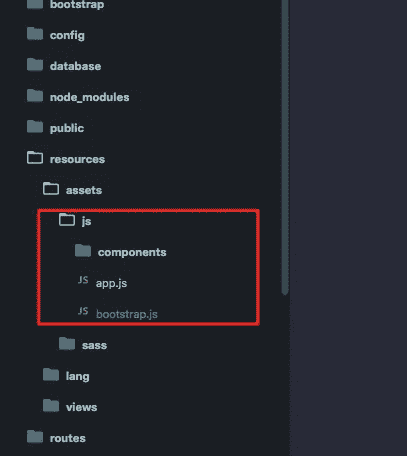 bootstrap
config
database
node_modules
public
resources
assets
js
components
JS app.js
JS bootstrap.js
sass
lang
views
routes